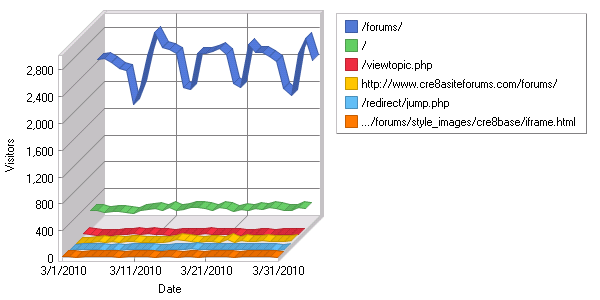 /forums/
/
/viewtopic.php
http://www.cre8asiteforums.com/forums/
/redirect/jump.php
.../forums/style_images/cre8base/iframe.html
2,800
2,400
2,000
1,600
1,200
800
400
0
Visitors
3/1/2010 3/11/2010 3/21/2010 3/31/2010
Date